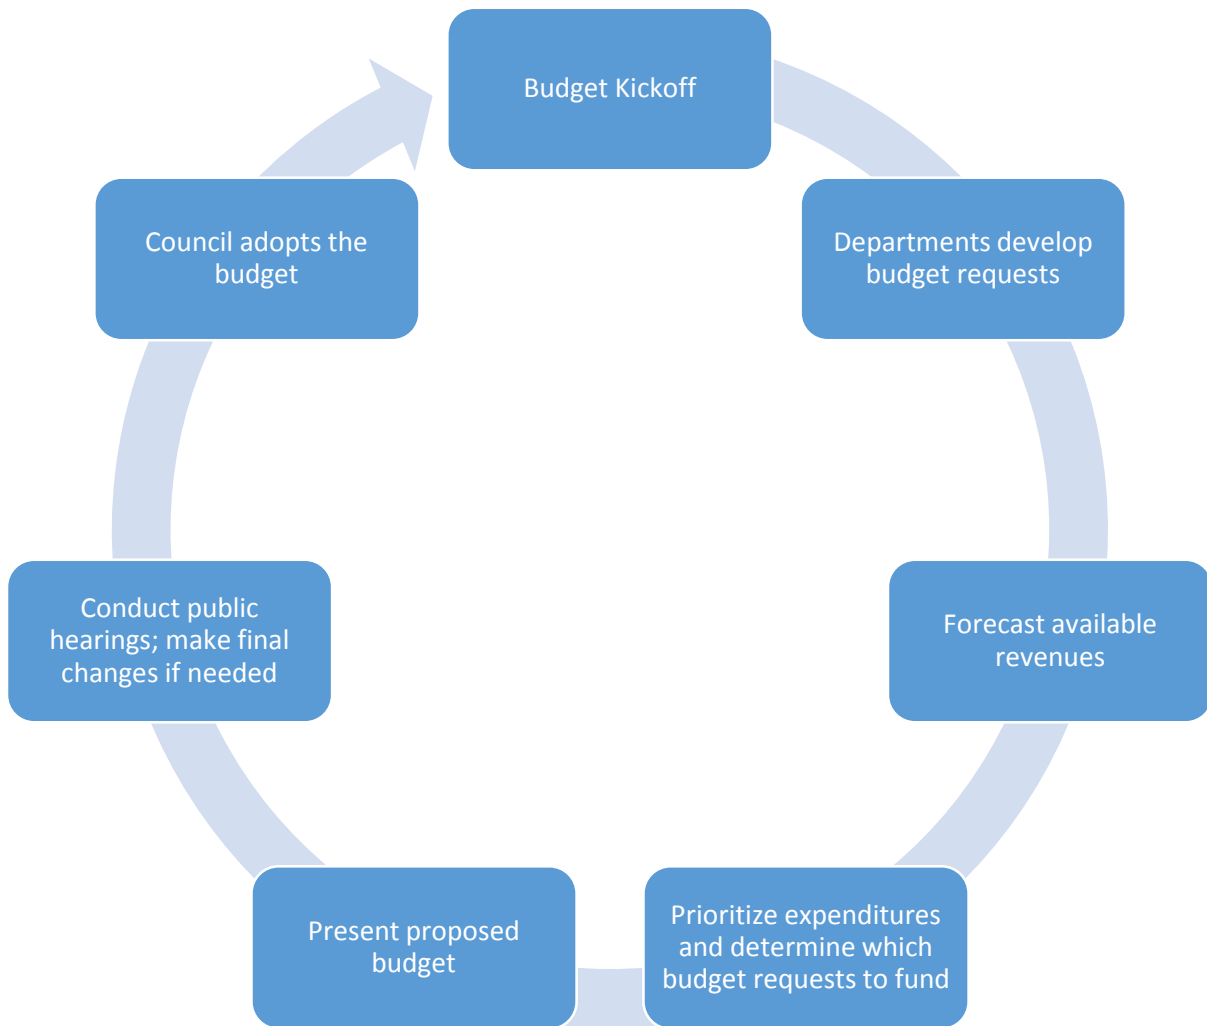 Budget Kickoff
Departments develop
budget requests
Forecast available
revenues
Prioritize expenditures
and determine which
budget requests to fund
Present proposed
budget
Conduct public
hearings; make final
changes if needed
Council adopts the
budget